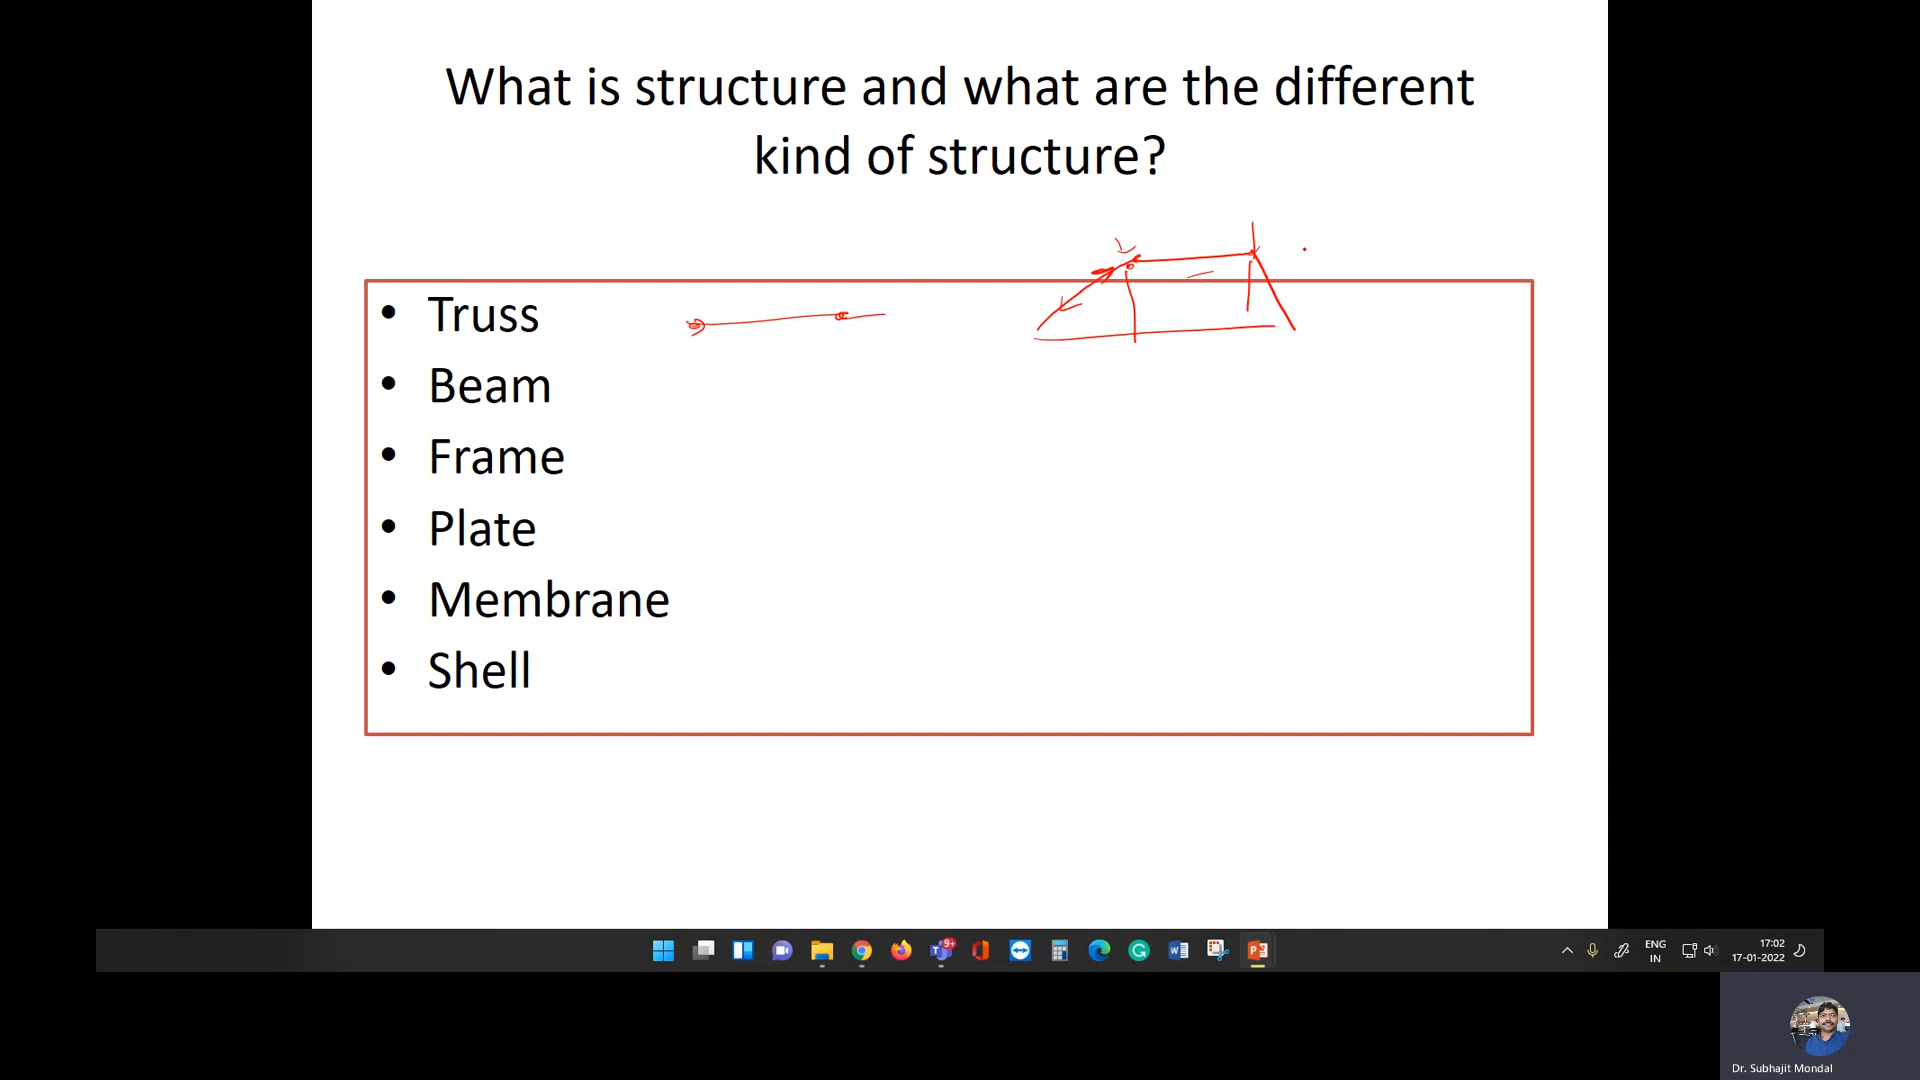 What is structure and what are the different
kind of structure?
• Truss
• Beam
• Frame
• Plate
• Membrane
• Shell
9+
ENG
IN
17:02
17-01-2022
Dr. Subhajit Mondal